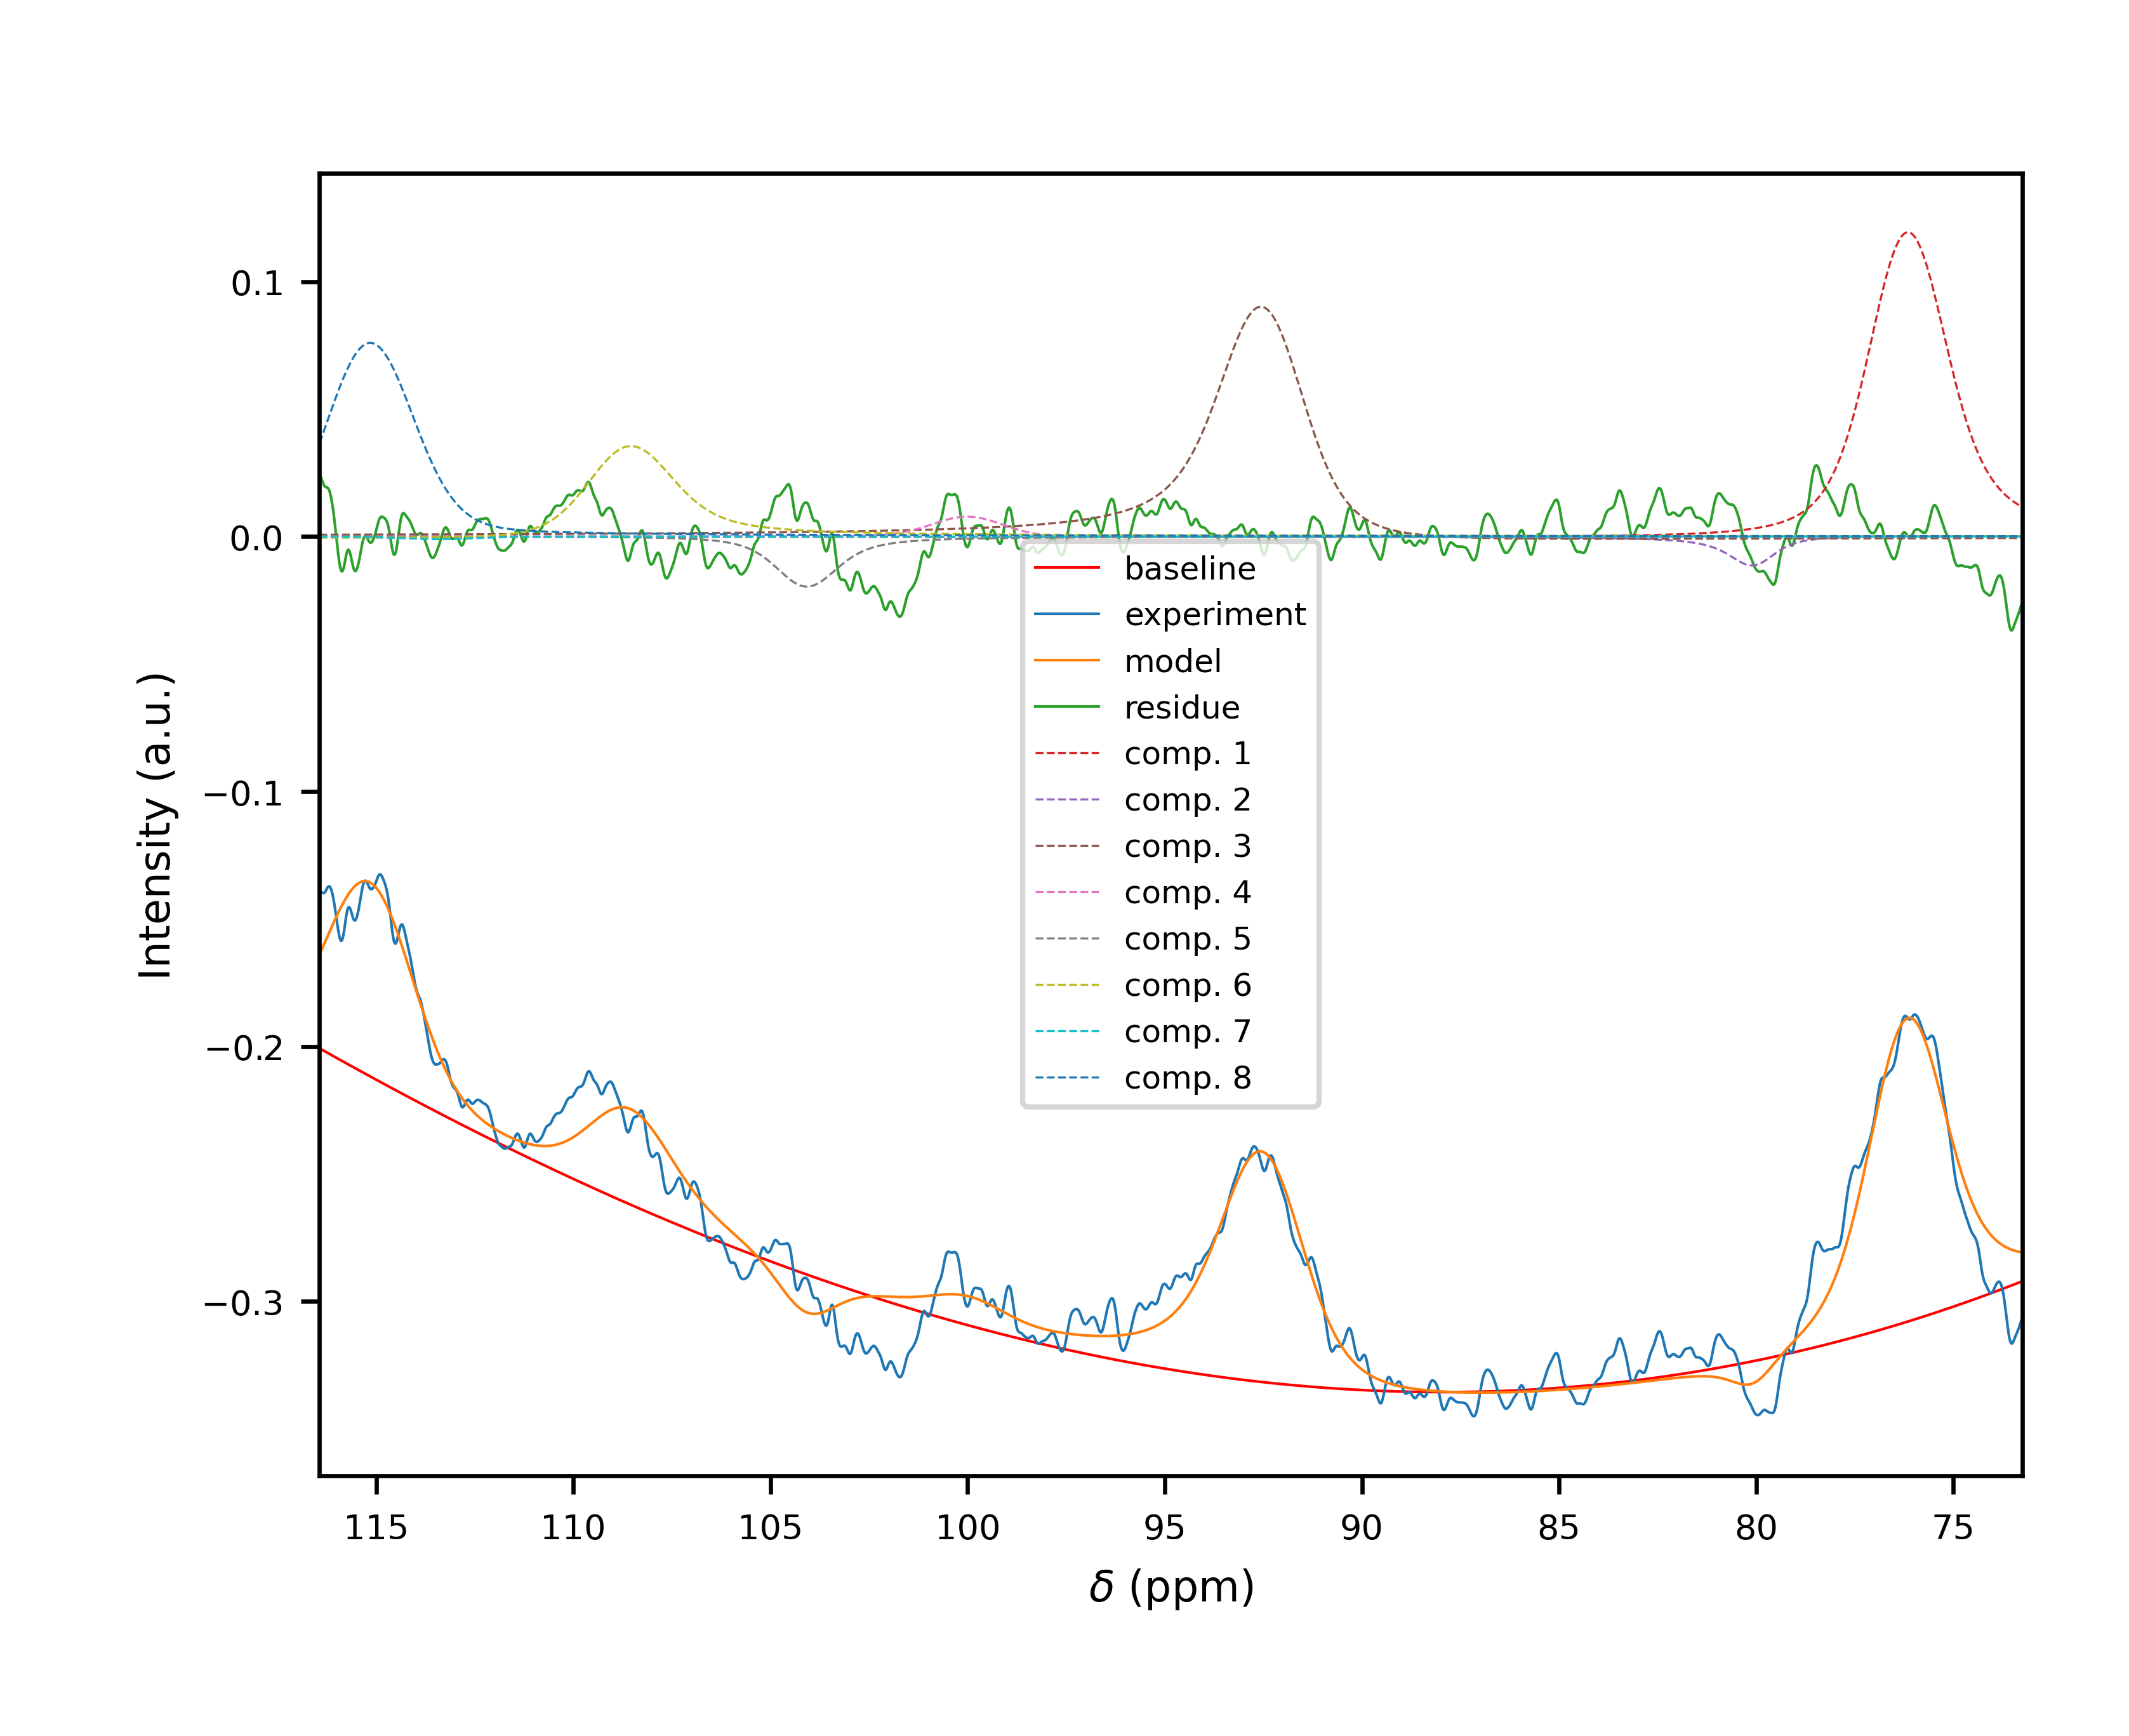 0.1
0.0
−0.1
−0.2
−0.3
Intensity (a.u.)
baseline
experiment
model
residue
comp. 1
comp. 2
comp. 3
comp. 4
comp. 5
comp. 6
comp. 7
comp. 8
115 110 105 100 95 90 85 80 75
δ (ppm)